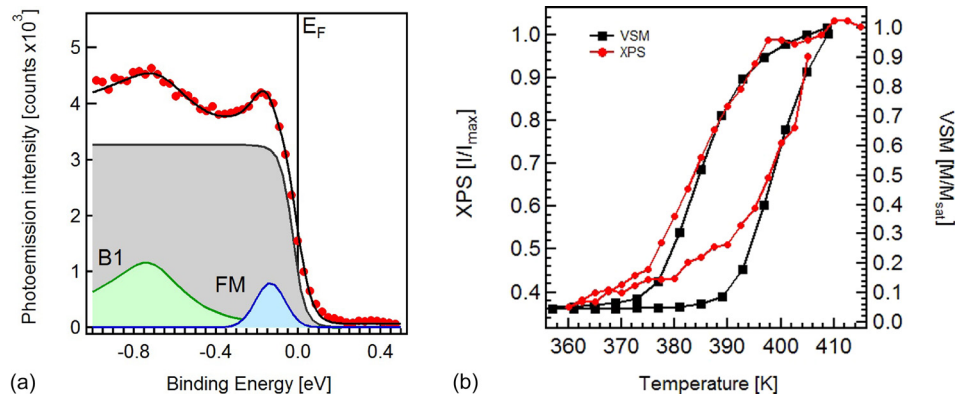 E_F
Photoemission intensity [counts x10^3]
5
4
3
2
1
0
B1
FM
-0.8
-0.4
0.0
0.4
Binding Energy [eV]
(a)
VSM
XPS
XPS [I/I_max]
1.0
0.9
0.8
0.7
0.6
0.5
0.4
VSM [M/M_sat]
1.0
0.9
0.8
0.7
0.6
0.5
0.4
0.3
0.2
0.1
0.0
360
370
380
390
400
410
Temperature [K]
(b)